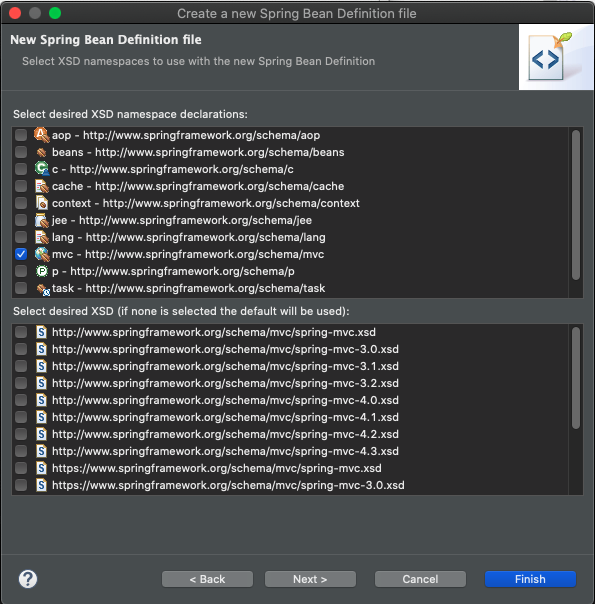 Create a new Spring Bean Definition file
New Spring Bean Definition file
Select XSD namespaces to use with the new Spring Bean Definition
Select desired XSD namespace declarations:
aop - http://www.springframework.org/schema/aop
beans - http://www.springframework.org/schema/beans
c - http://www.springframework.org/schema/c
cache - http://www.springframework.org/schema/cache
context - http://www.springframework.org/schema/context
jee - http://www.springframework.org/schema/jee
lang - http://www.springframework.org/schema/lang
mvc - http://www.springframework.org/schema/mvc
p - http://www.springframework.org/schema/p
task - http://www.springframework.org/schema/task
Select desired XSD (if none is selected the default will be used):
http://www.springframework.org/schema/mvc/spring-mvc.xsd
http://www.springframework.org/schema/mvc/spring-mvc-3.0.xsd
http://www.springframework.org/schema/mvc/spring-mvc-3.1.xsd
http://www.springframework.org/schema/mvc/spring-mvc-3.2.xsd
http://www.springframework.org/schema/mvc/spring-mvc-4.0.xsd
http://www.springframework.org/schema/mvc/spring-mvc-4.1.xsd
http://www.springframework.org/schema/mvc/spring-mvc-4.2.xsd
http://www.springframework.org/schema/mvc/spring-mvc-4.3.xsd
https://www.springframework.org/schema/mvc/spring-mvc.xsd
https://www.springframework.org/schema/mvc/spring-mvc-3.0.xsd
? < Back Next > Cancel Finish